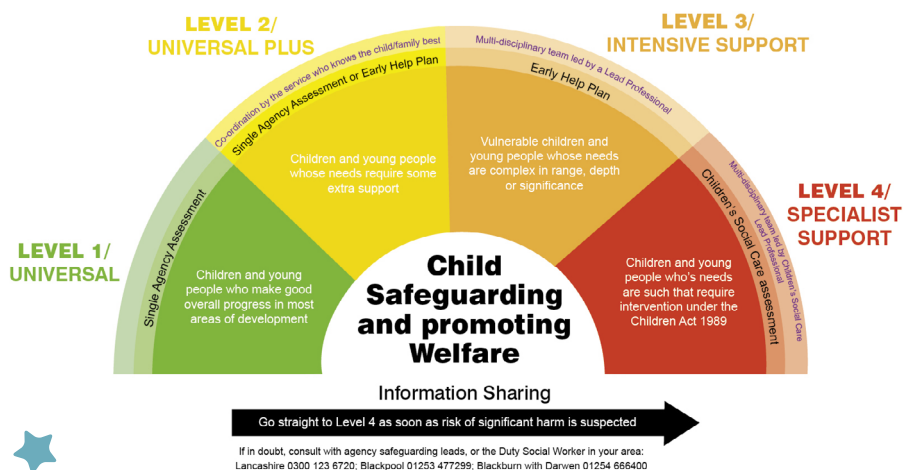 LEVEL 1/
UNIVERSAL
Single Agency Assessment
Children and young
people who make good
overall progress in most
areas of development
LEVEL 2/
UNIVERSAL PLUS
Co-ordination by the service who knows the child/family best
Single Agency Assessment or Early Help Plan
Children and young people
whose needs require some
extra support
LEVEL 3/
INTENSIVE SUPPORT
Multi-disciplinary team led by a Lead Professional
Early Help Plan
Vulnerable children and
young people whose needs
are complex in range, depth
or significance
LEVEL 4/
SPECIALIST
SUPPORT
Multi-disciplinary team led by Children's Social Care
Lead Professional
Children's Social Care assessment
Children and young
people who's needs
are such that require
intervention under the
Children Act 1989
Child
Safeguarding
and promoting
Welfare
Information Sharing
Go straight to Level 4 as soon as risk of significant harm is suspected
If in doubt, consult with agency safeguarding leads, or the Duty Social Worker in your area:
Lancashire 0300 123 6720; Blackpool 01253 477299; Blackburn with Darwen 01254 666400